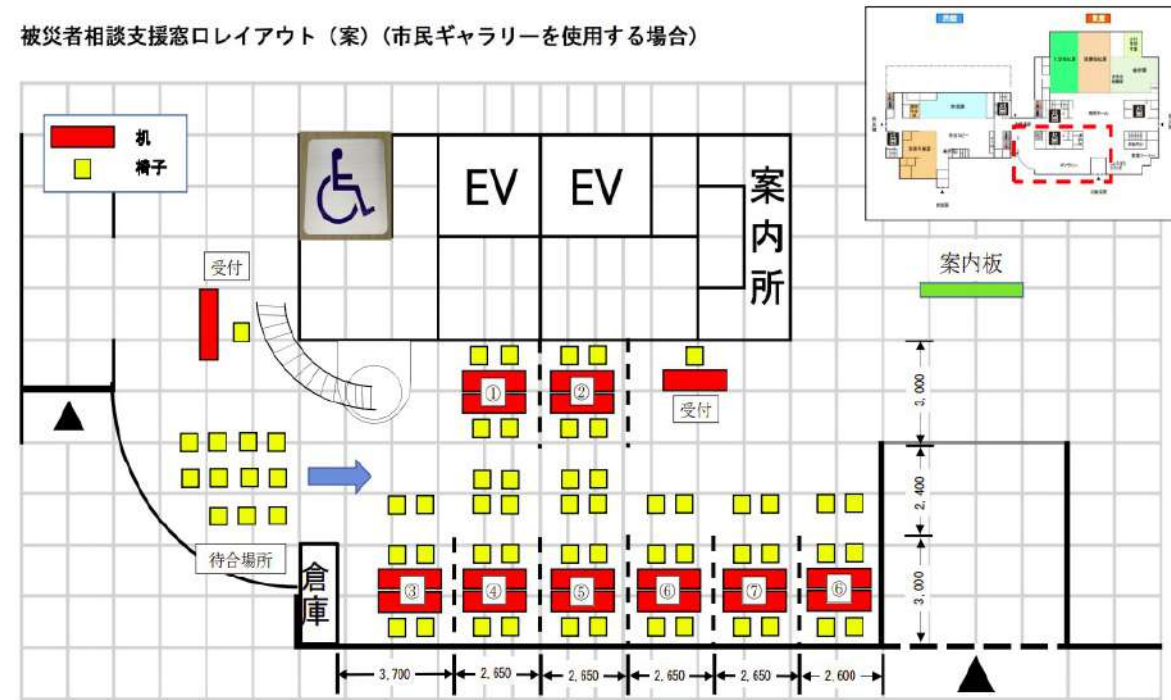 被災者相談支援窓口レイアウト（案）（市民ギャラリーを使用する場合）
机
椅子
EV
EV
案内所
受付
案内板
①
②
受付
3,000
2,400
3,000
待合場所
倉庫
③
④
⑤
⑥
⑦
⑥
3,700
2,650
2,650
2,650
2,650
2,600